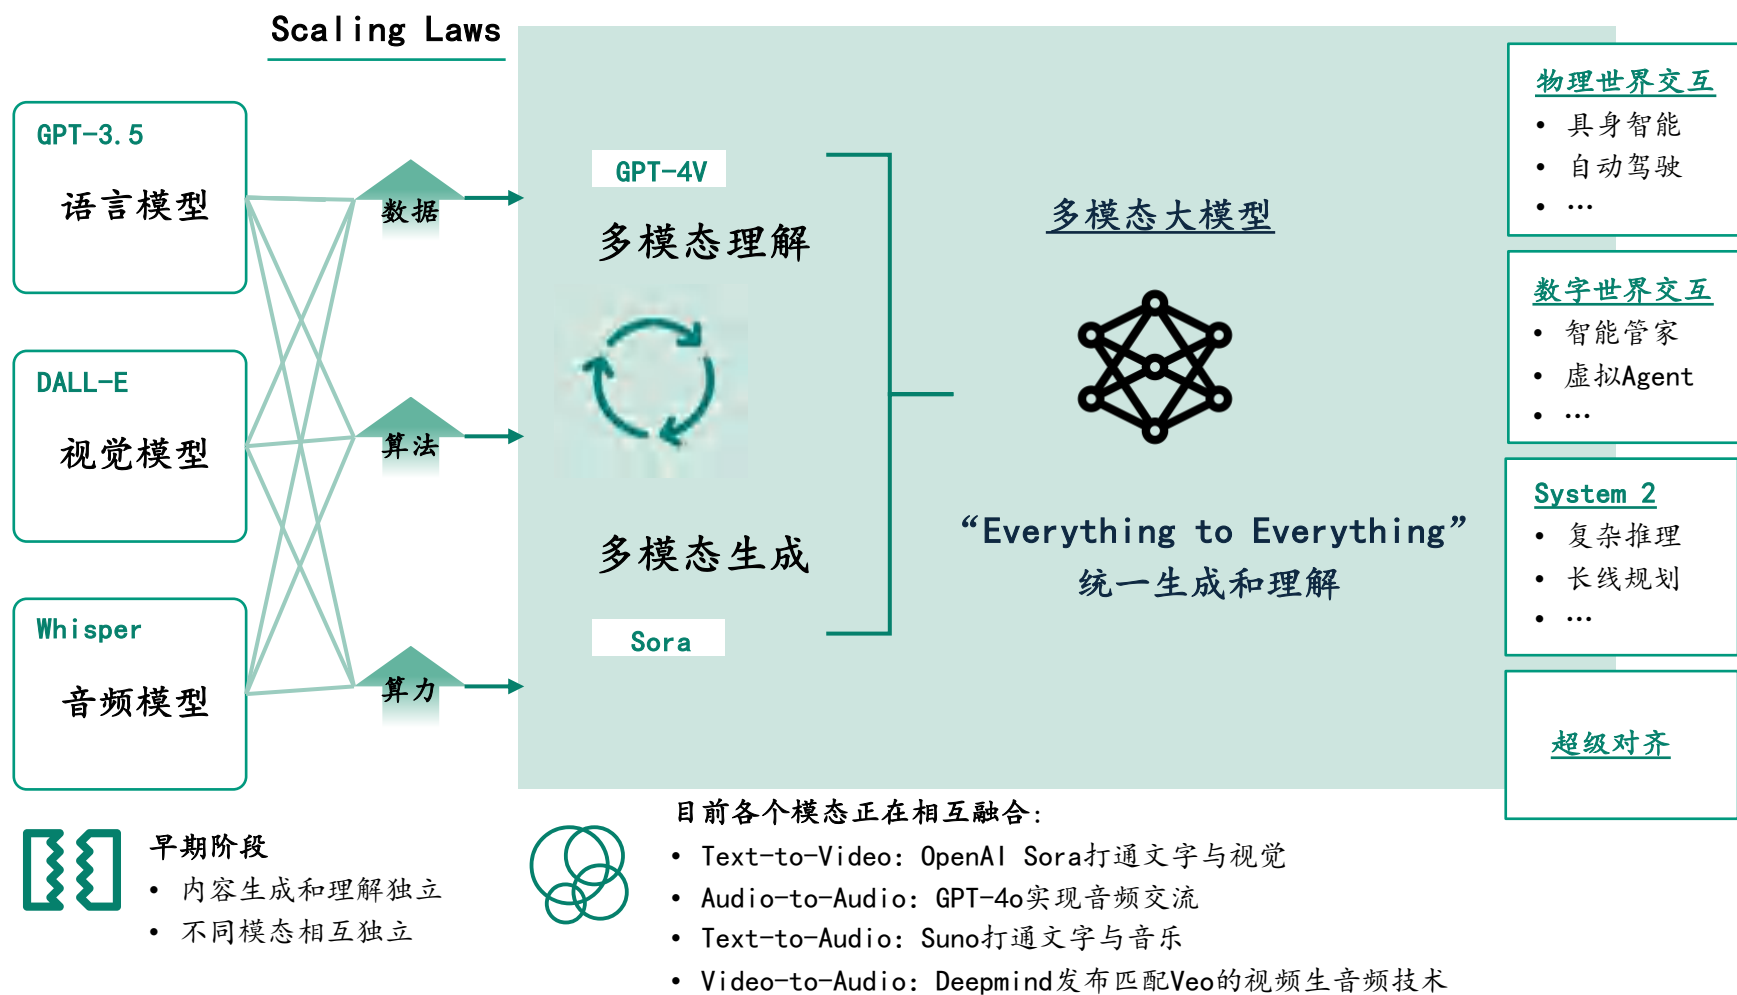 Scaling Laws
GPT-3.5
语言模型
DALL-E
视觉模型
Whisper
音频模型
数据
算法
算力
GPT-4V
多模态理解
多模态生成
Sora
多模态大模型
“Everything to Everything”
统一生成和理解
物理世界交互
• 具身智能
• 自动驾驶
• …
数字世界交互
• 智能管家
• 虚拟Agent
• …
System 2
• 复杂推理
• 长线规划
• …
超级对齐
早期阶段
• 内容生成和理解独立
• 不同模态相互独立
目前各个模态正在相互融合：
• Text-to-Video：OpenAI Sora打通文字与视觉
• Audio-to-Audio：GPT-4o实现音频交流
• Text-to-Audio：Suno打通文字与音乐
• Video-to-Audio：Deepmind发布匹配Veo的视频生音频技术